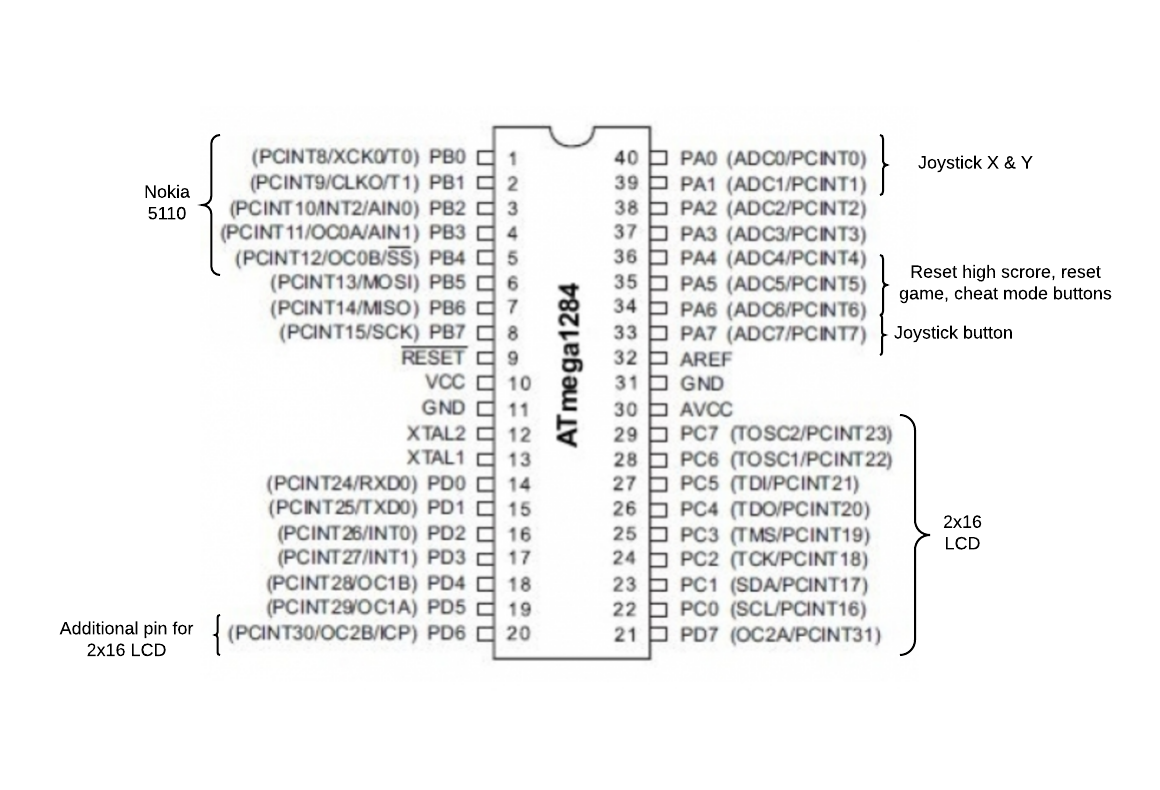 Nokia
5110
(PCINT8/XCK0/T0) PB0 1
(PCINT9/CLKO/T1) PB1 2
(PCINT10/INT2/AIN0) PB2 3
(PCINT11/OC0A/AIN1) PB3 4
(PCINT12/OC0B/SS) PB4 5
(PCINT13/MOSI) PB5 6
(PCINT14/MISO) PB6 7
(PCINT15/SCK) PB7 8
RESET 9
VCC 10
GND 11
XTAL2 12
XTAL1 13
(PCINT24/RXD0) PD0 14
(PCINT25/TXD0) PD1 15
(PCINT26/INT0) PD2 16
(PCINT27/INT1) PD3 17
(PCINT28/OC1B) PD4 18
(PCINT29/OC1A) PD5 19
(PCINT30/OC2B/ICP) PD6 20
Additional pin for
2x16 LCD
ATmega1284
40 PA0 (ADC0/PCINT0)
39 PA1 (ADC1/PCINT1)
38 PA2 (ADC2/PCINT2)
37 PA3 (ADC3/PCINT3)
36 PA4 (ADC4/PCINT4)
35 PA5 (ADC5/PCINT5)
34 PA6 (ADC6/PCINT6)
33 PA7 (ADC7/PCINT7)
32 AREF
31 GND
30 AVCC
29 PC7 (TOSC2/PCINT23)
28 PC6 (TOSC1/PCINT22)
27 PC5 (TDI/PCINT21)
26 PC4 (TDO/PCINT20)
25 PC3 (TMS/PCINT19)
24 PC2 (TCK/PCINT18)
23 PC1 (SDA/PCINT17)
22 PC0 (SCL/PCINT16)
21 PD7 (OC2A/PCINT31)
Joystick X & Y
Reset high scrore, reset
game, cheat mode buttons
Joystick button
2x16
LCD